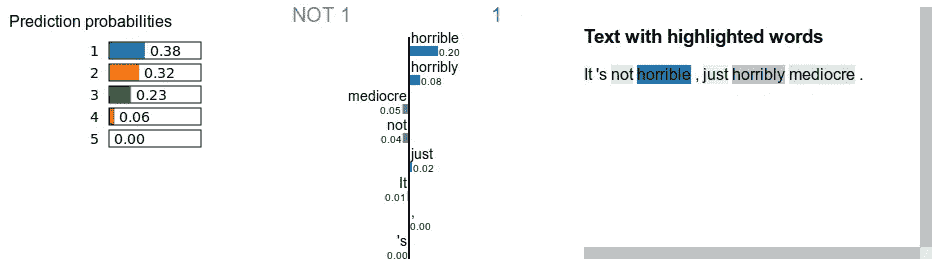 Prediction probabilities
1 0.38
2 0.32
3 0.23
4 0.06
5 0.00
NOT 1 1
horrible
0.20
horribly
0.08
mediocre
0.05
not
0.04
just
0.02
It
0.01
,
0.00
's
0.00
Text with highlighted words
It 's not horrible , just horribly mediocre .